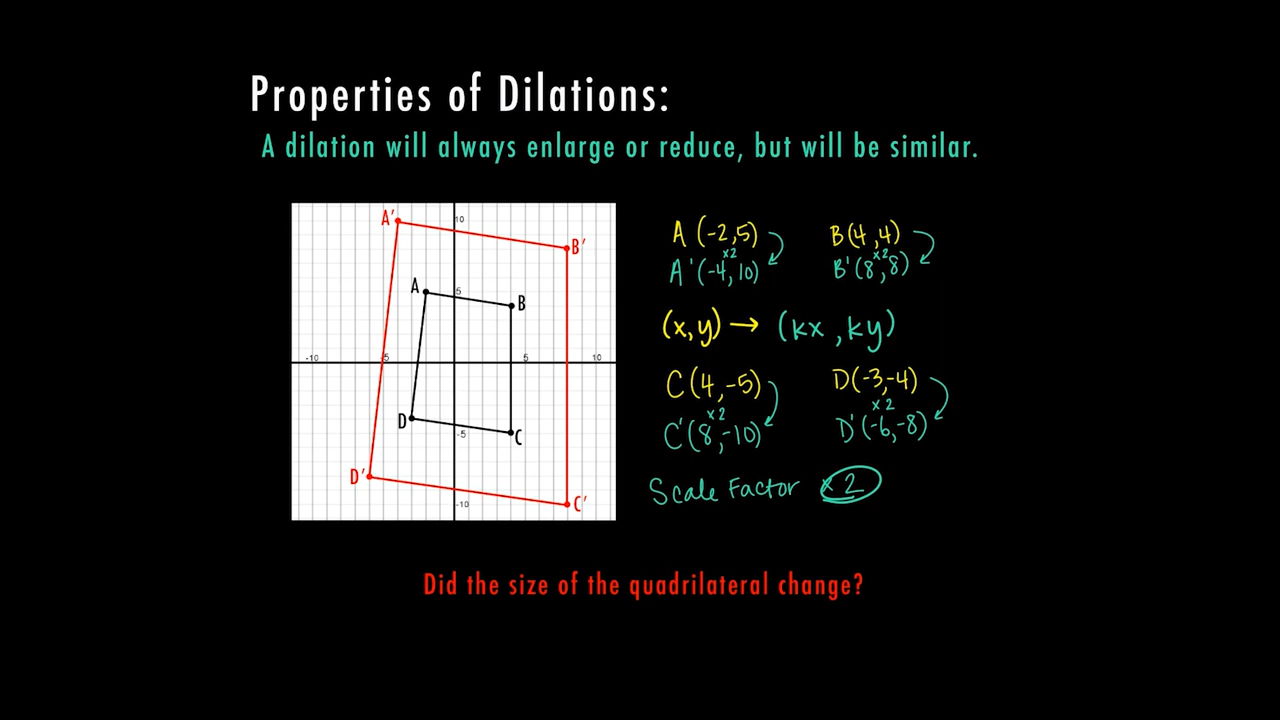 Properties of Dilations:
A dilation will always enlarge or reduce, but will be similar.
A'
10
B'
A
5
B
-10
-5
5
10
D
-5
C
D'
-10
C'
A (-2,5)
x2
A'(-4,10)
B(4,4)
x2
B'(8,8)
(x,y) → (kx, ky)
C(4,-5)
x2
C'(8,-10)
D(-3,-4)
x2
D'(-6,-8)
Scale Factor x2
Did the size of the quadrilateral change?